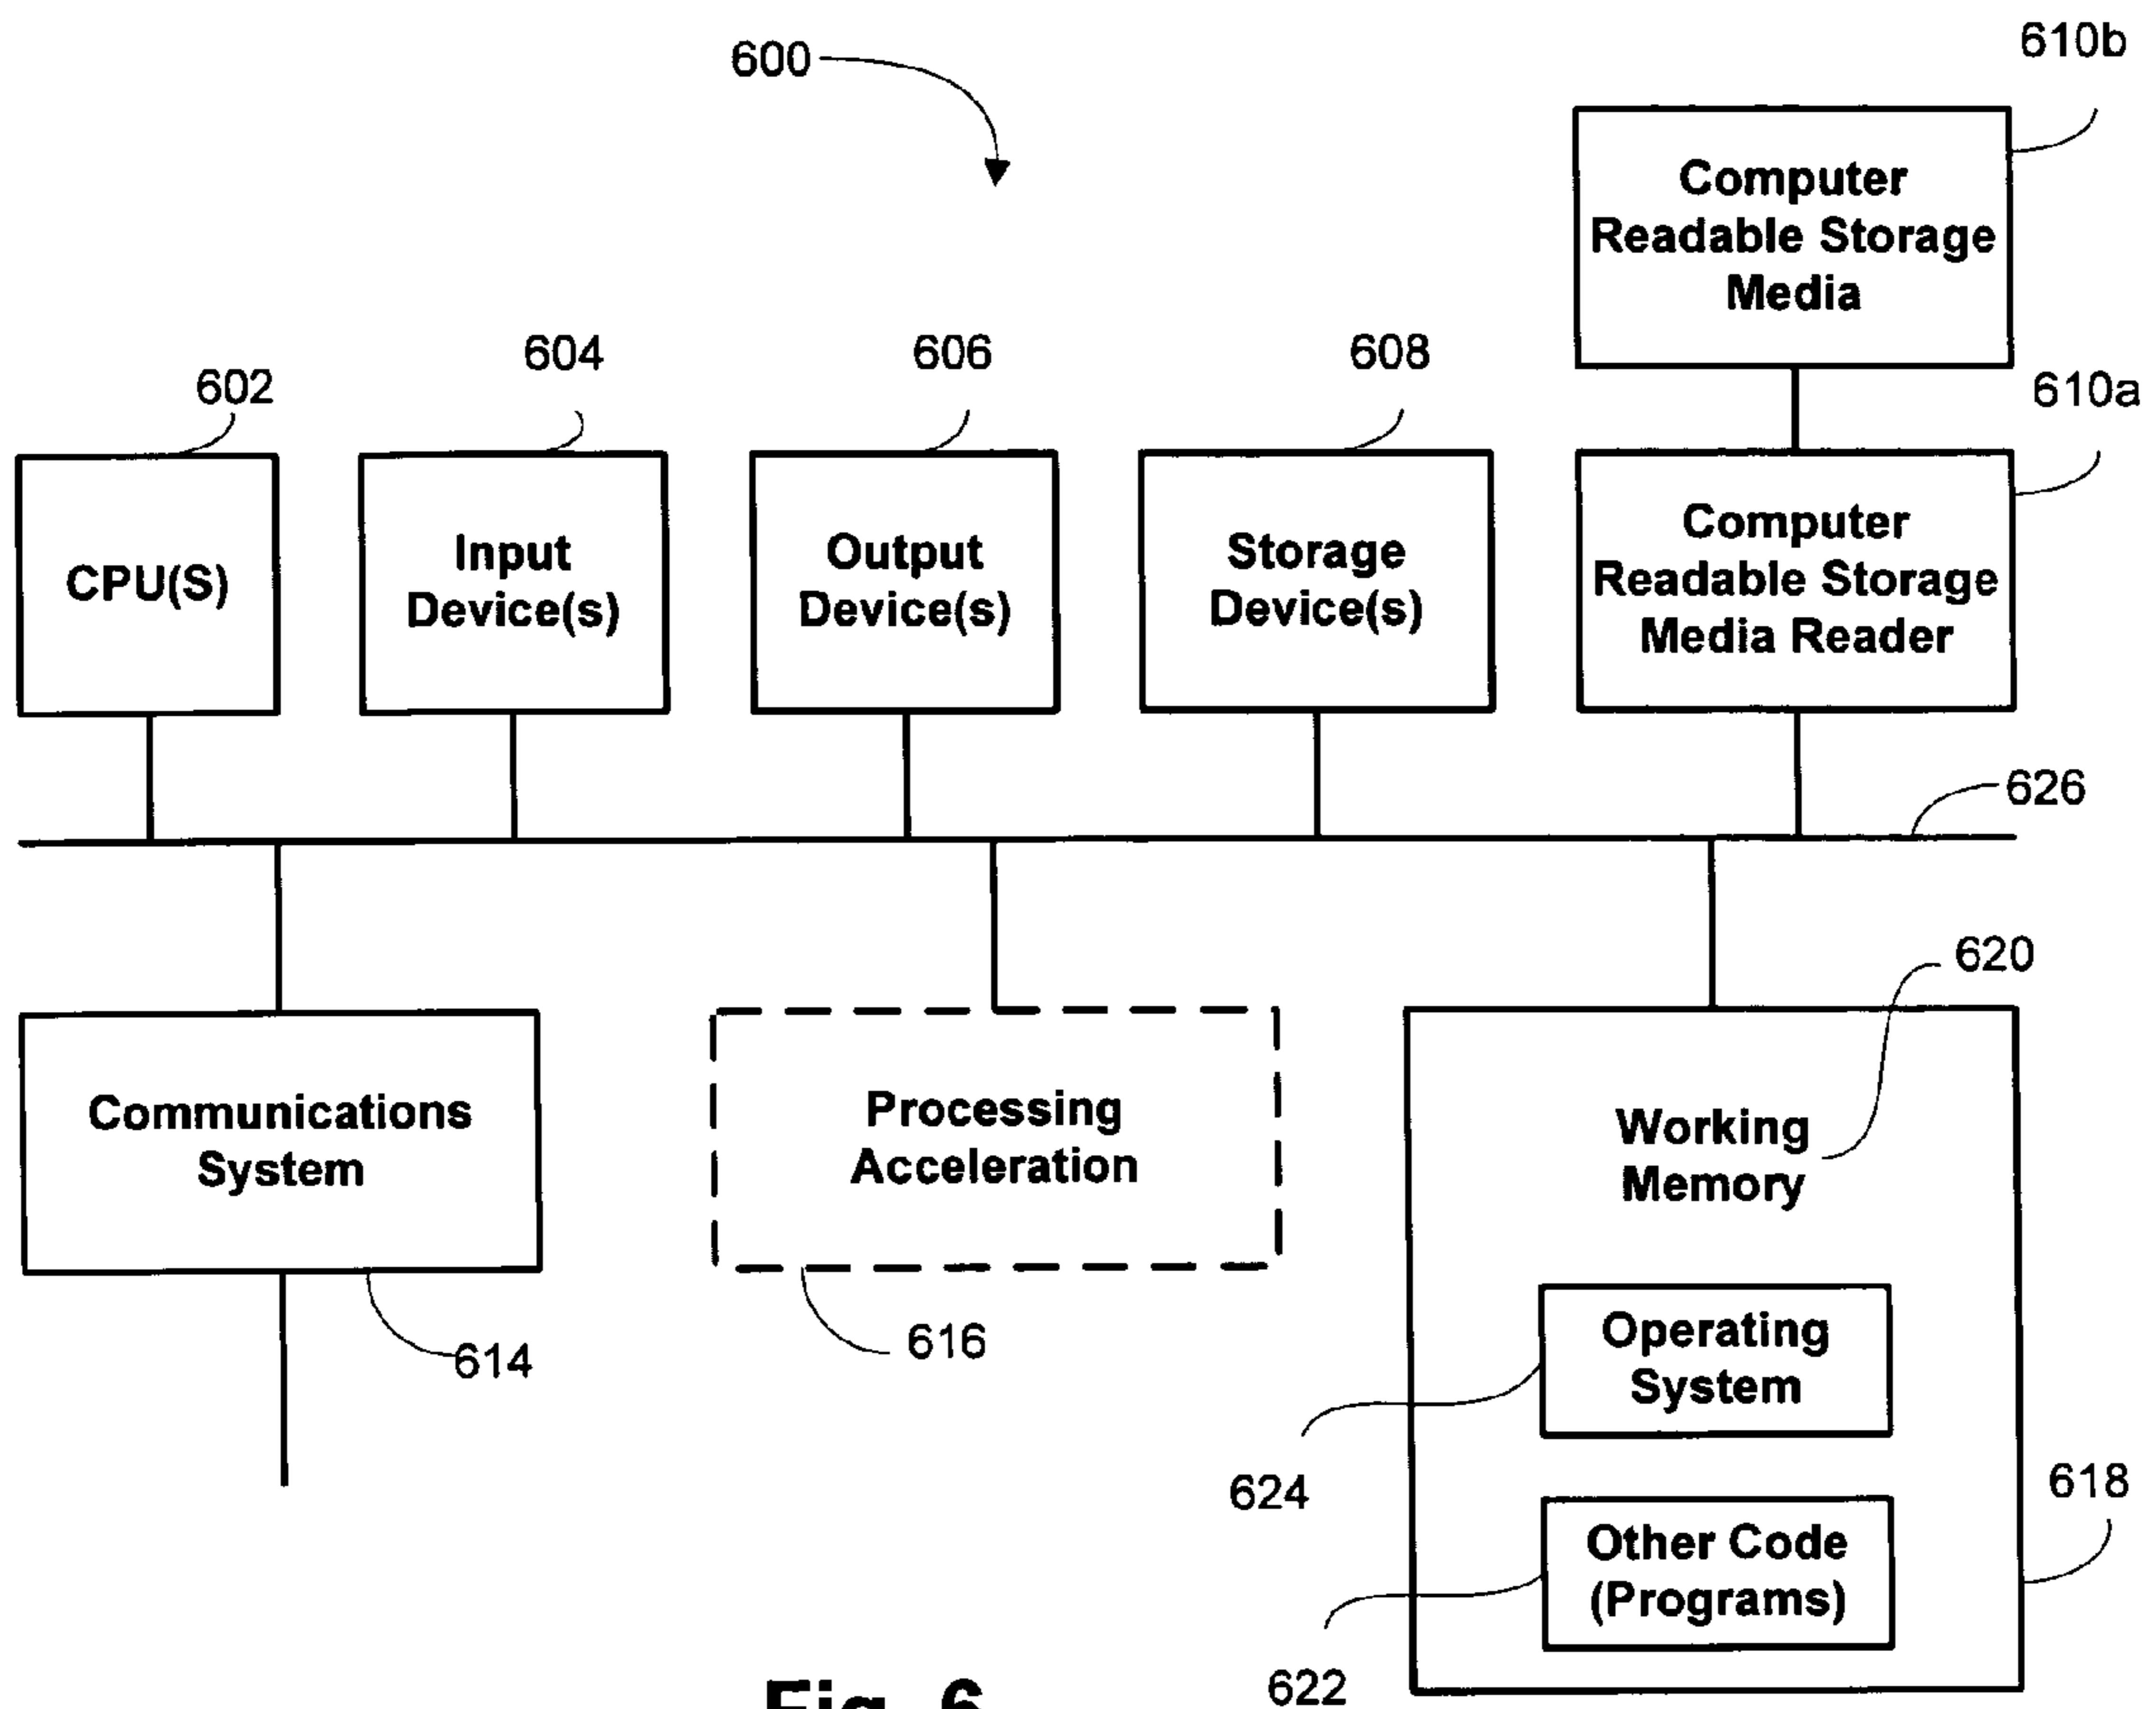 600
610b
Computer
Readable Storage
Media
602
604
606
608
610a
CPU(S)
Input
Device(s)
Output
Device(s)
Storage
Device(s)
Computer
Readable Storage
Media Reader
626
620
Communications
System
Processing
Acceleration
Working
Memory
614
616
Operating
System
624
618
Other Code
(Programs)
622
Fig. 6